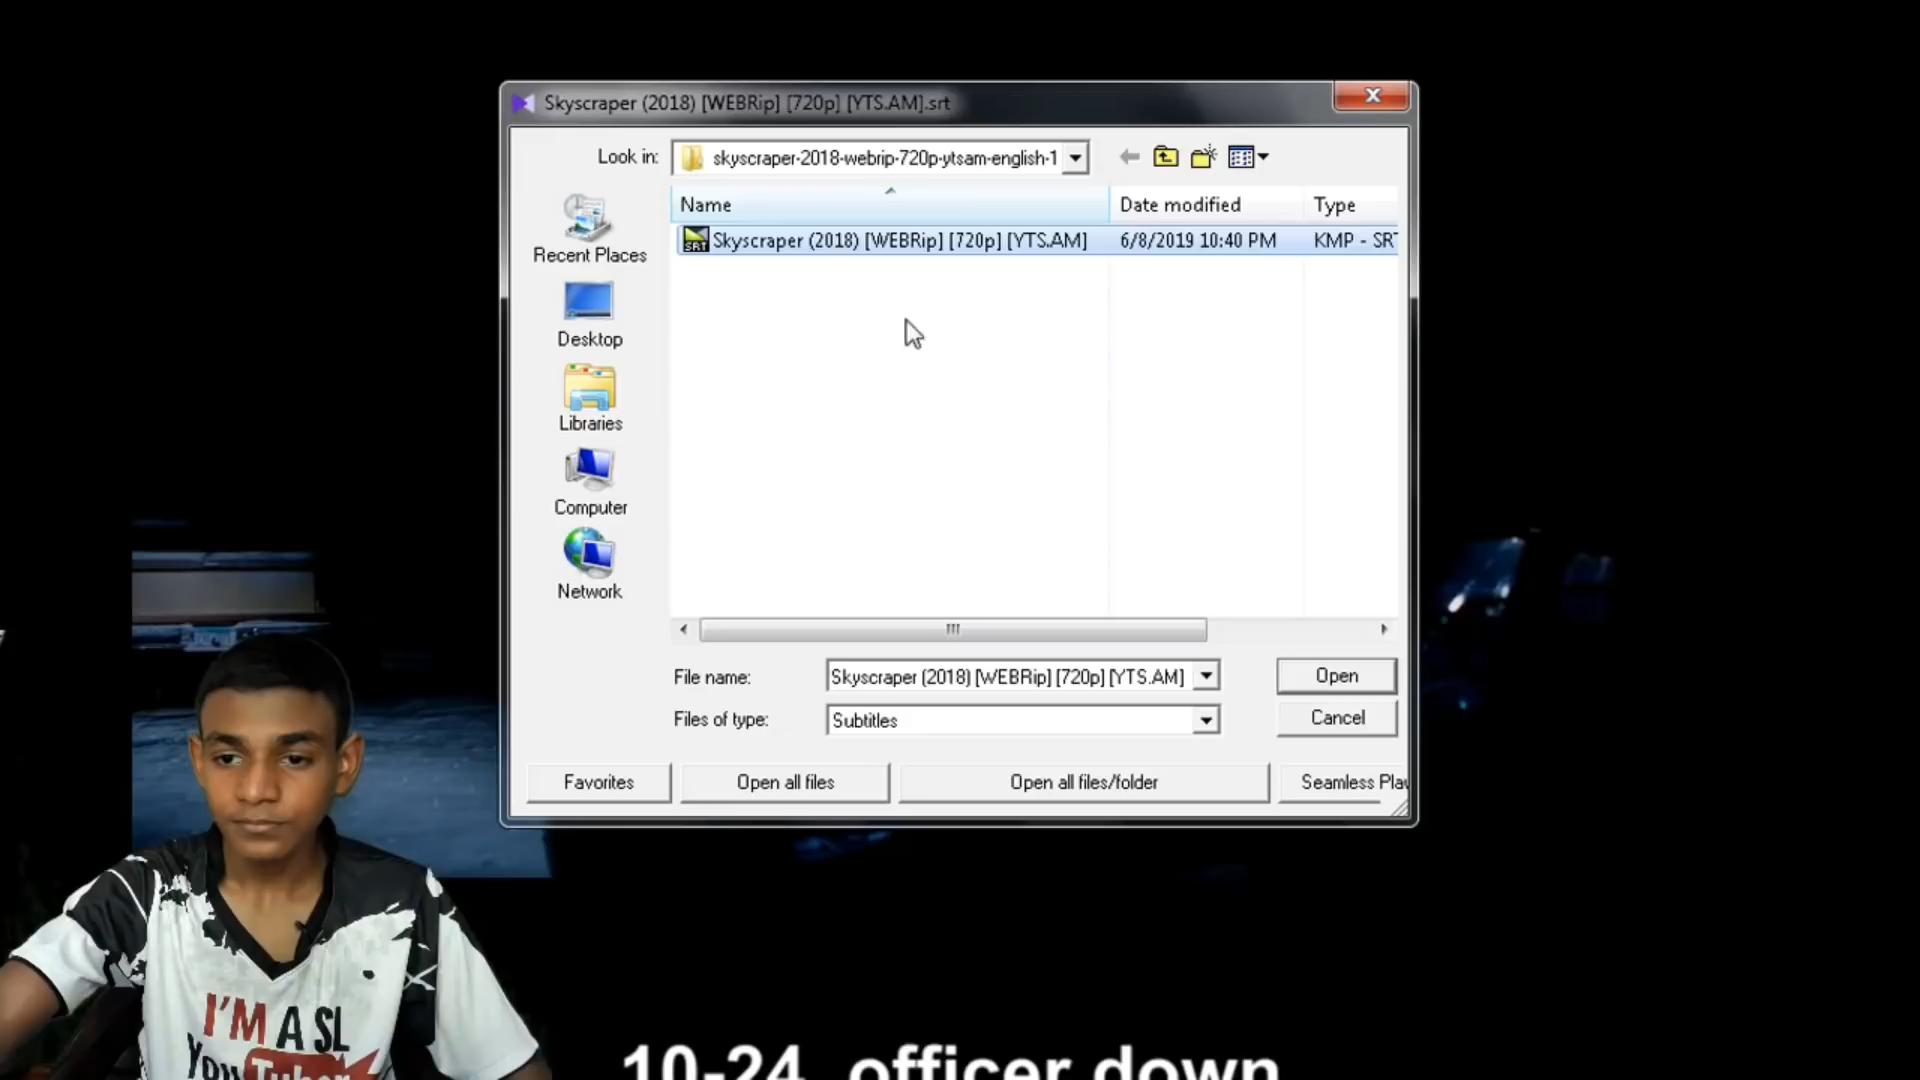 Skyscraper (2018) [WEBRip] [720p] [YTS.AM].srt
Look in:
skyscraper-2018-webrip-720p-ytsam-english-1
Name
Date modified
Type
Skyscraper (2018) [WEBRip] [720p] [YTS.AM]
6/8/2019 10:40 PM
KMP - SRT
Recent Places
Desktop
Libraries
Computer
Network
File name:
Skyscraper (2018) [WEBRip] [720p] [YTS.AM]
Open
Files of type:
Subtitles
Cancel
Favorites
Open all files
Open all files/folder
Seamless Play
I'M A SL
YouTuber
10-24, officer down